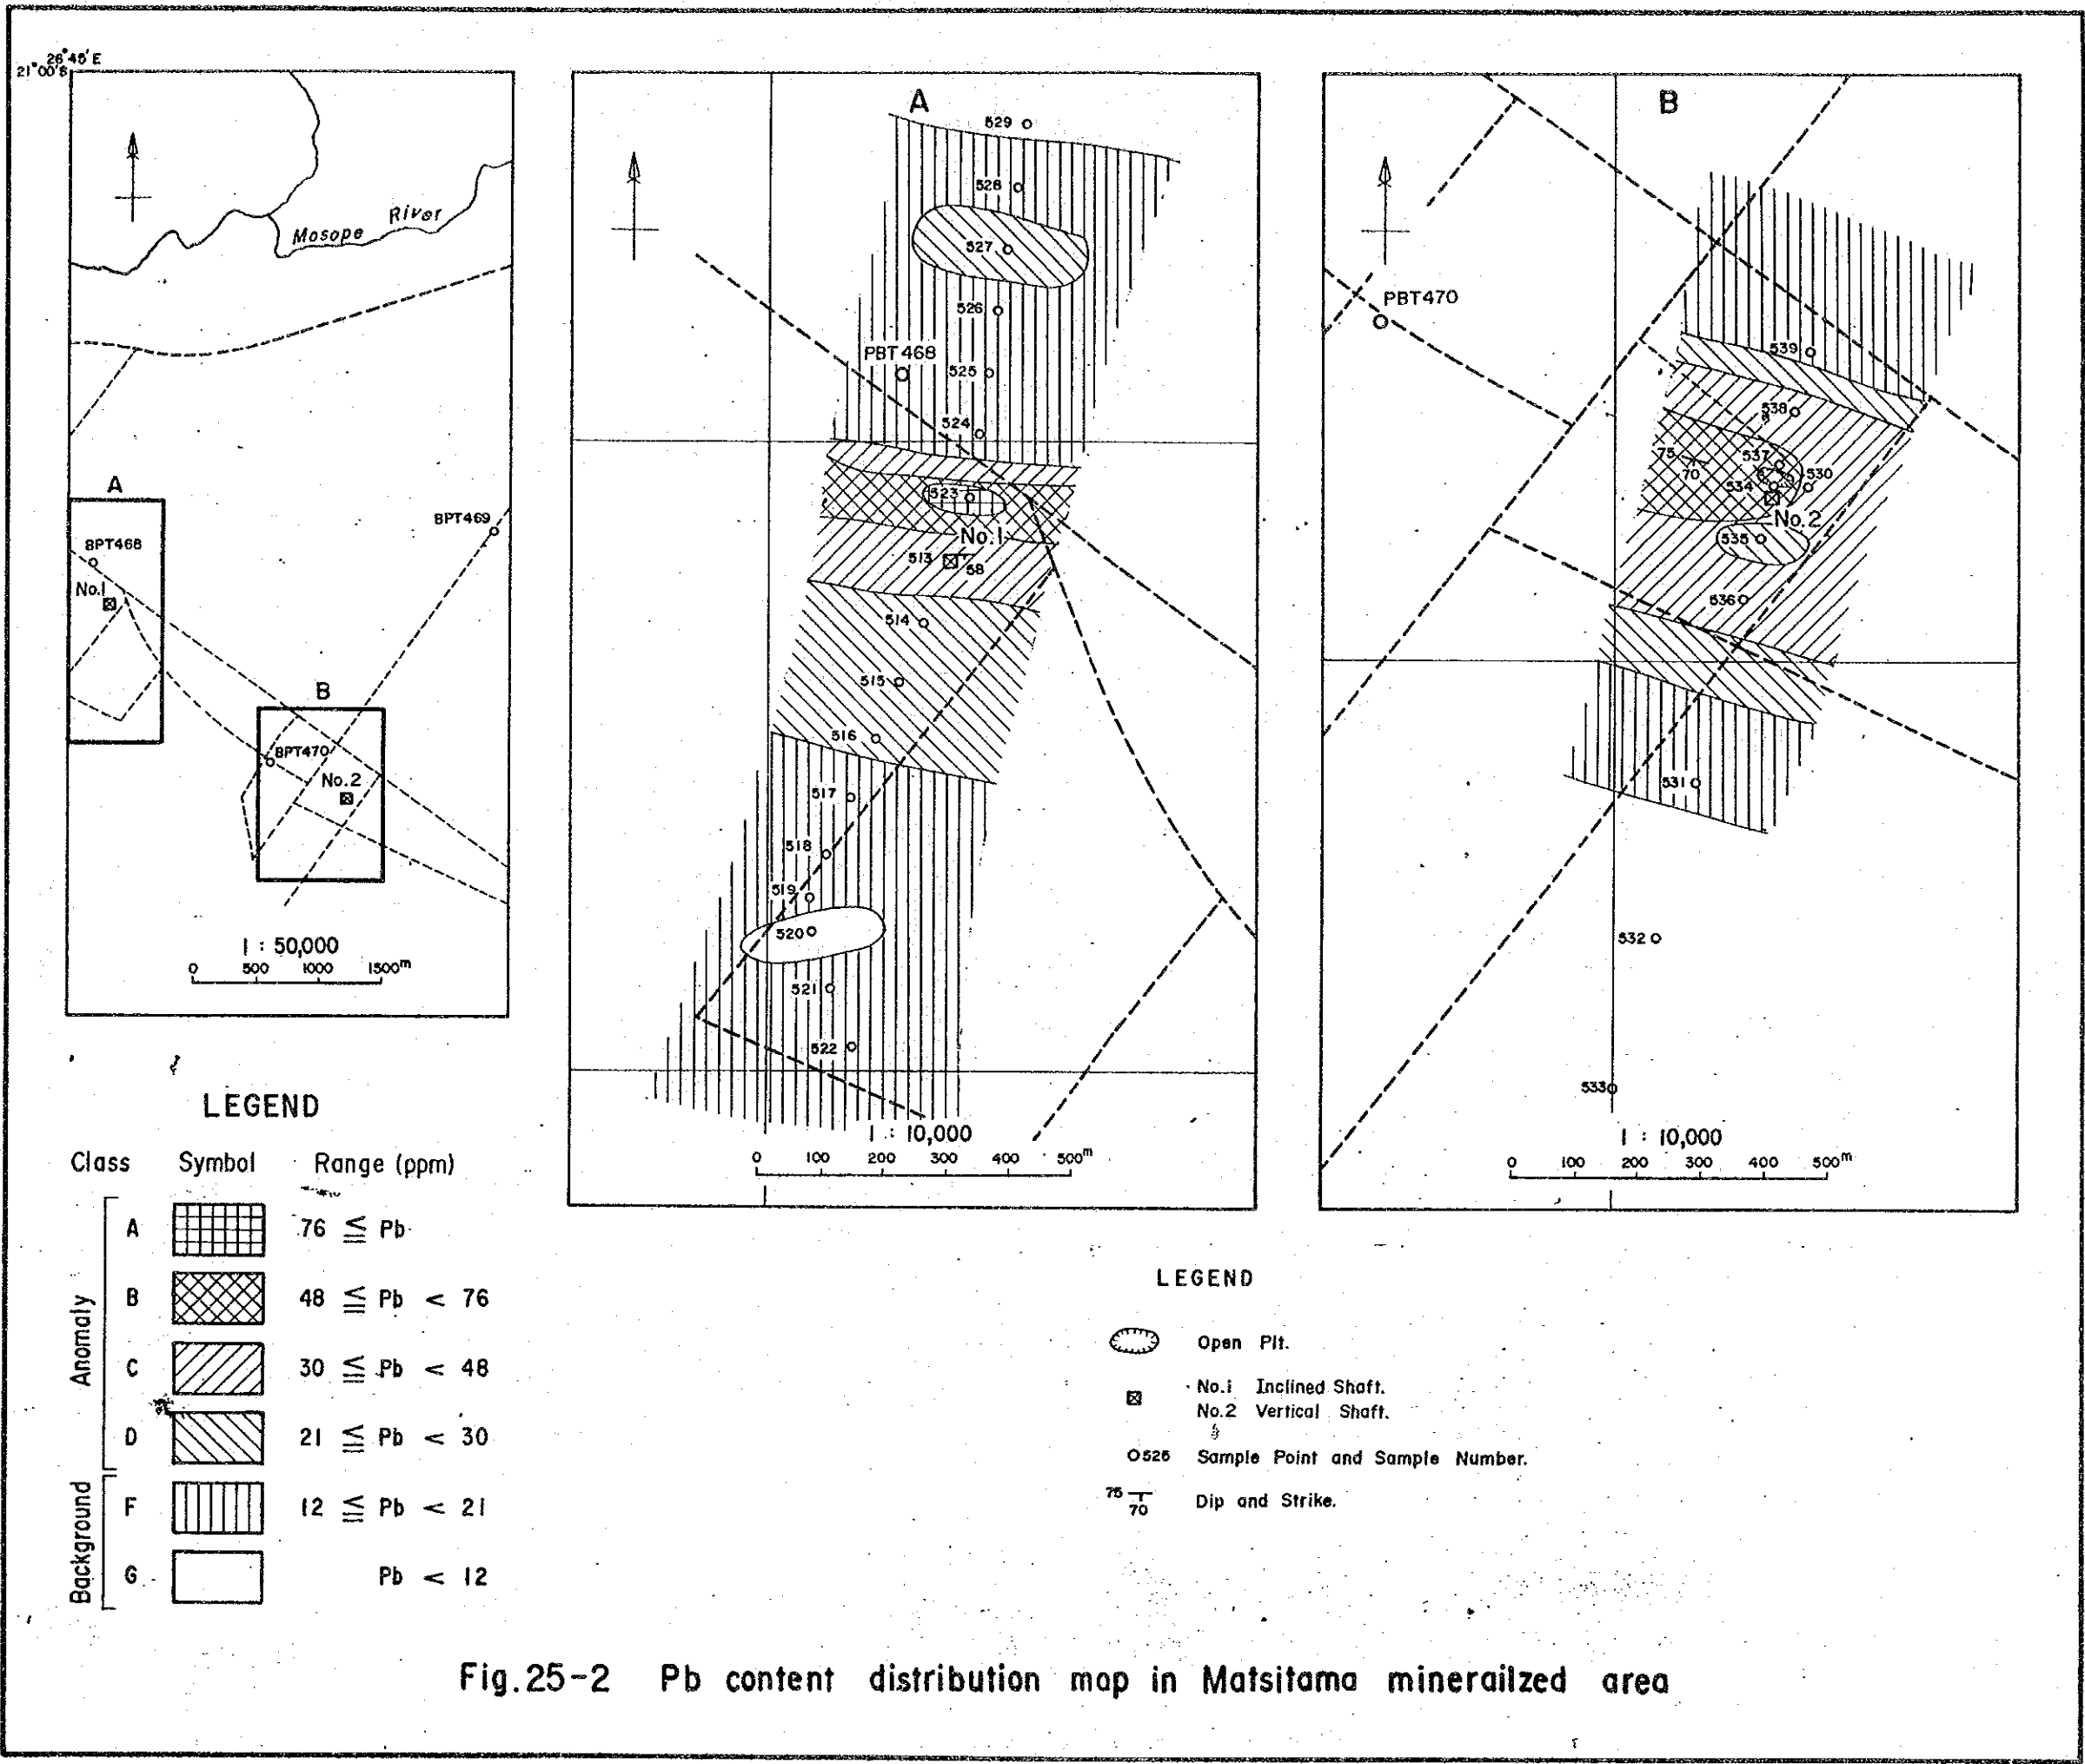 26°45'E
21°00'S
Mosope River
A
BPT468
No.1
BPT469
B
BPT470
No.2
1 : 50,000
0 500 1000 1500m
A
529
528
527
526
PBT468
525
524
523
No.1
513
58
514
515
516
517
518
519
520
521
522
1 : 10,000
0 100 200 300 400 500m
B
PBT470
539
538
537
75
70
530
534
No.2
535
536
531
532
533
1 : 10,000
0 100 200 300 400 500m
LEGEND
Class Symbol Range (ppm)
Anomaly
A 76 ≦ Pb
B 48 ≦ Pb < 76
C 30 ≦ Pb < 48
D 21 ≦ Pb < 30
Background
F 12 ≦ Pb < 21
G Pb < 12
LEGEND
Open Pit.
No.1 Inclined Shaft.
No.2 Vertical Shaft.
525 Sample Point and Sample Number.
75
70
Dip and Strike.
Fig.25-2 Pb content distribution map in Matsitama minerailzed area